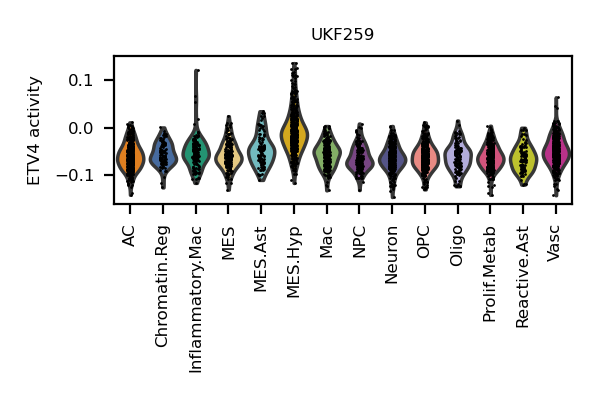 UKF259
ETV4 activity
0.1
0.0
−0.1
AC
Chromatin.Reg
Inflammatory.Mac
MES
MES.Ast
MES.Hyp
Mac
NPC
Neuron
OPC
Oligo
Prolif.Metab
Reactive.Ast
Vasc